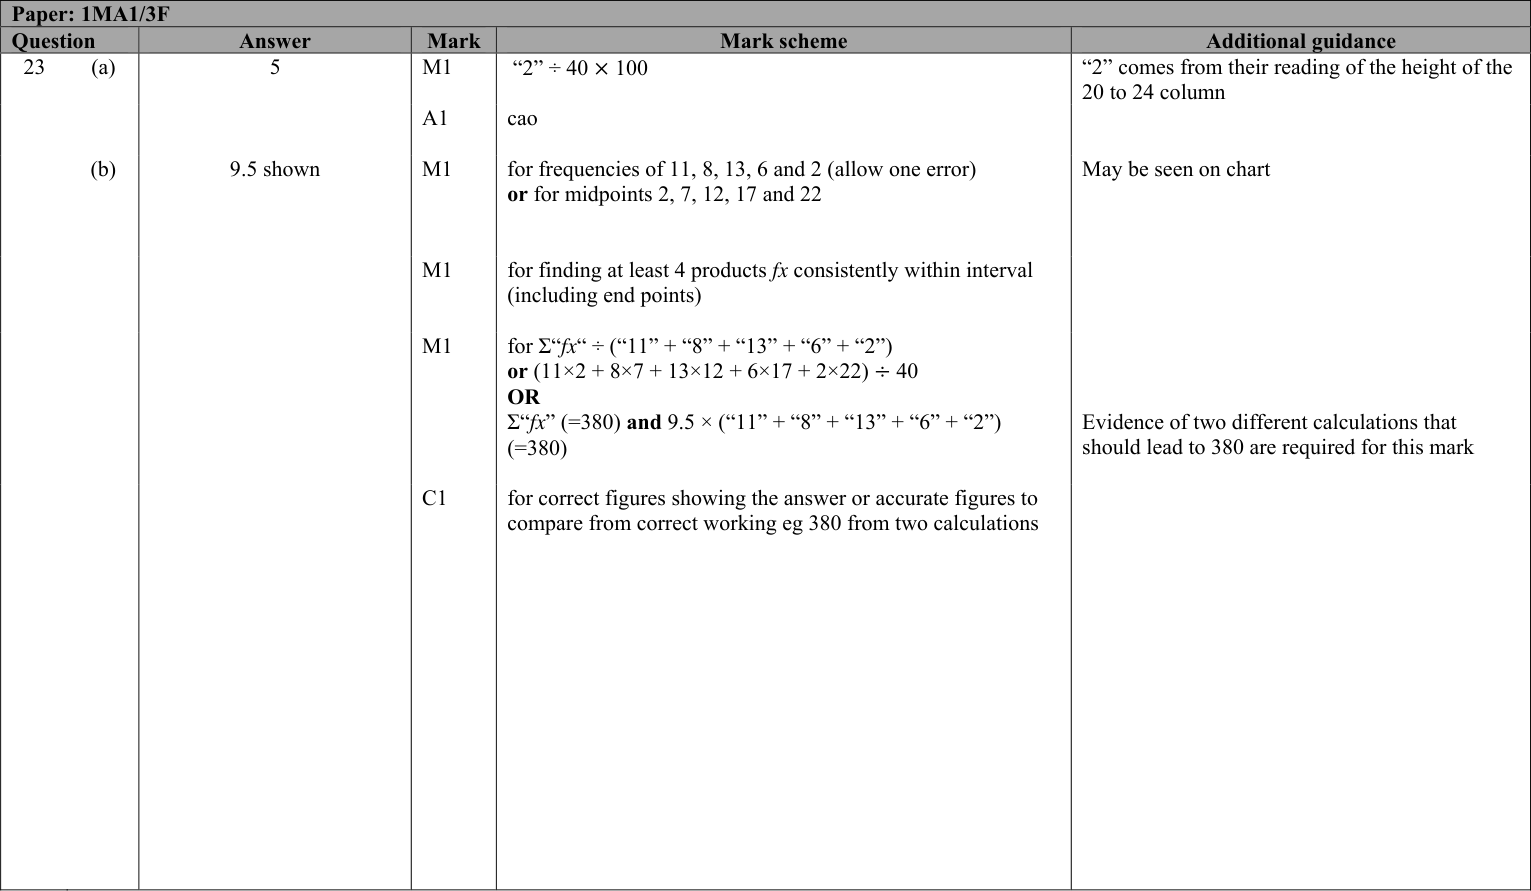 Paper: 1MA1/3F
Question Answer Mark Mark scheme Additional guidance
23 (a) 5 M1 “2” ÷ 40 × 100 “2” comes from their reading of the height of the
20 to 24 column
A1 cao
(b) 9.5 shown M1 for frequencies of 11, 8, 13, 6 and 2 (allow one error) May be seen on chart
or for midpoints 2, 7, 12, 17 and 22
M1 for finding at least 4 products fx consistently within interval
(including end points)
M1 for Σ“fx“ ÷ (“11” + “8” + “13” + “6” + “2”)
or (11×2 + 8×7 + 13×12 + 6×17 + 2×22) ÷ 40
OR
Σ“fx” (=380) and 9.5 × (“11” + “8” + “13” + “6” + “2”) Evidence of two different calculations that
(=380) should lead to 380 are required for this mark
C1 for correct figures showing the answer or accurate figures to
compare from correct working eg 380 from two calculations